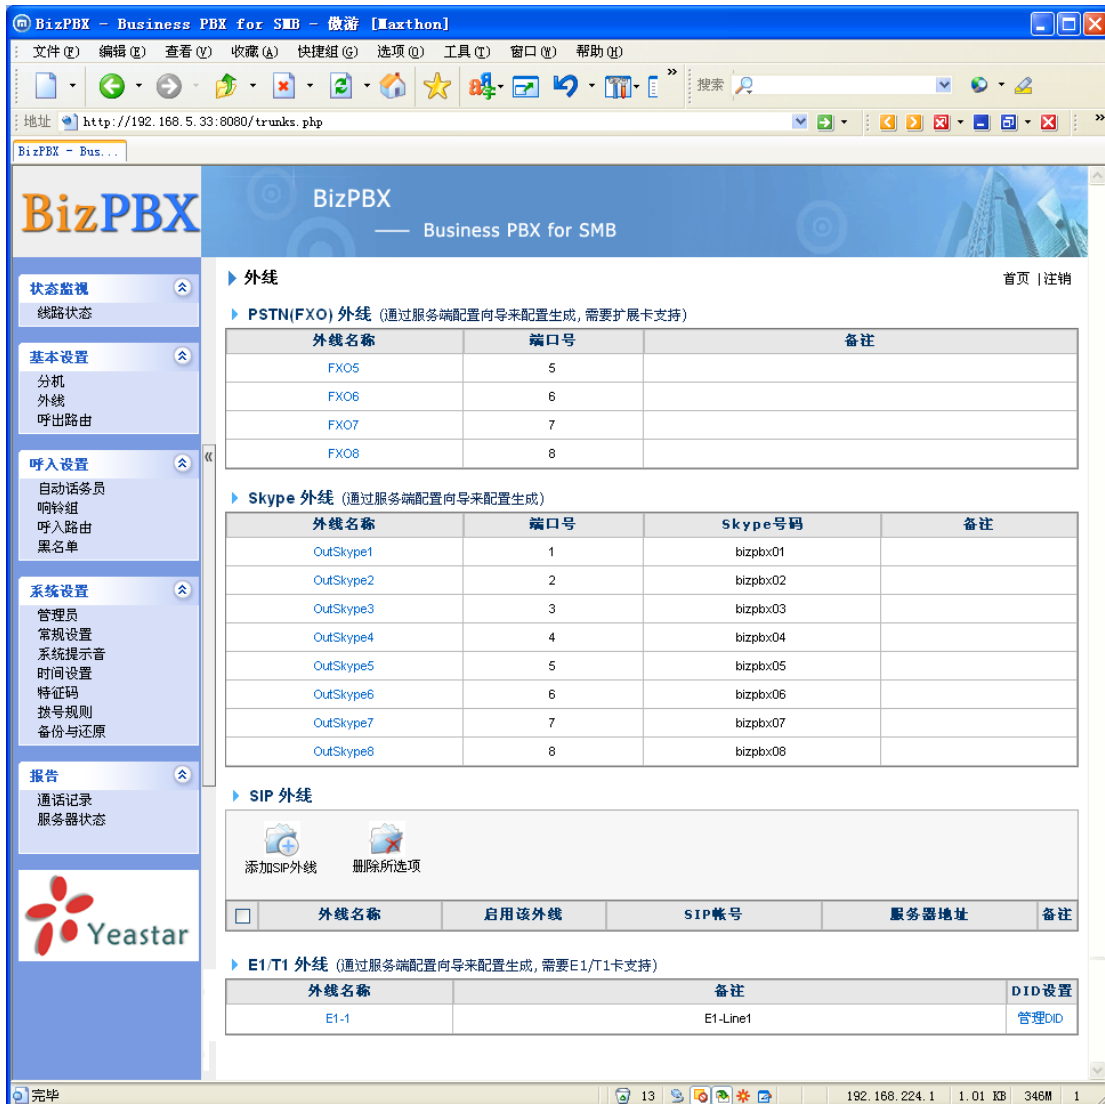 BizPBX - Business PBX for SMB - 傲游 [Maxthon]
文件(F) 编辑(E) 查看(V) 收藏(A) 快捷组(G) 选项(O) 工具(T) 窗口(W) 帮助(H)
搜索
地址 http://192.168.5.33:8080/trunks.php
BizPBX - Bus...
BizPBX
BizPBX
—— Business PBX for SMB
状态监视
线路状态
基本设置
分机
外线
呼出路由
呼入设置
自动话务员
响铃组
呼入路由
黑名单
系统设置
管理员
常规设置
系统提示音
时间设置
特征码
拨号规则
备份与还原
报告
通话记录
服务器状态
Yeastar
外线
首页 |注销
PSTN(FXO) 外线 (通过服务端配置向导来配置生成, 需要扩展卡支持)
外线名称 端口号 备注
FXO5 5
FXO6 6
FXO7 7
FXO8 8
Skype 外线 (通过服务端配置向导来配置生成)
外线名称 端口号 Skype号码 备注
OutSkype1 1 bizpbx01
OutSkype2 2 bizpbx02
OutSkype3 3 bizpbx03
OutSkype4 4 bizpbx04
OutSkype5 5 bizpbx05
OutSkype6 6 bizpbx06
OutSkype7 7 bizpbx07
OutSkype8 8 bizpbx08
SIP 外线
添加SIP外线 删除所选项
外线名称 启用该外线 SIP帐号 服务器地址 备注
E1/T1 外线 (通过服务端配置向导来配置生成, 需要E1/T1卡支持)
外线名称 备注 DID设置
E1-1 E1-Line1 管理DID
完毕 13 192.168.224.1 1.01 KB 346M 1